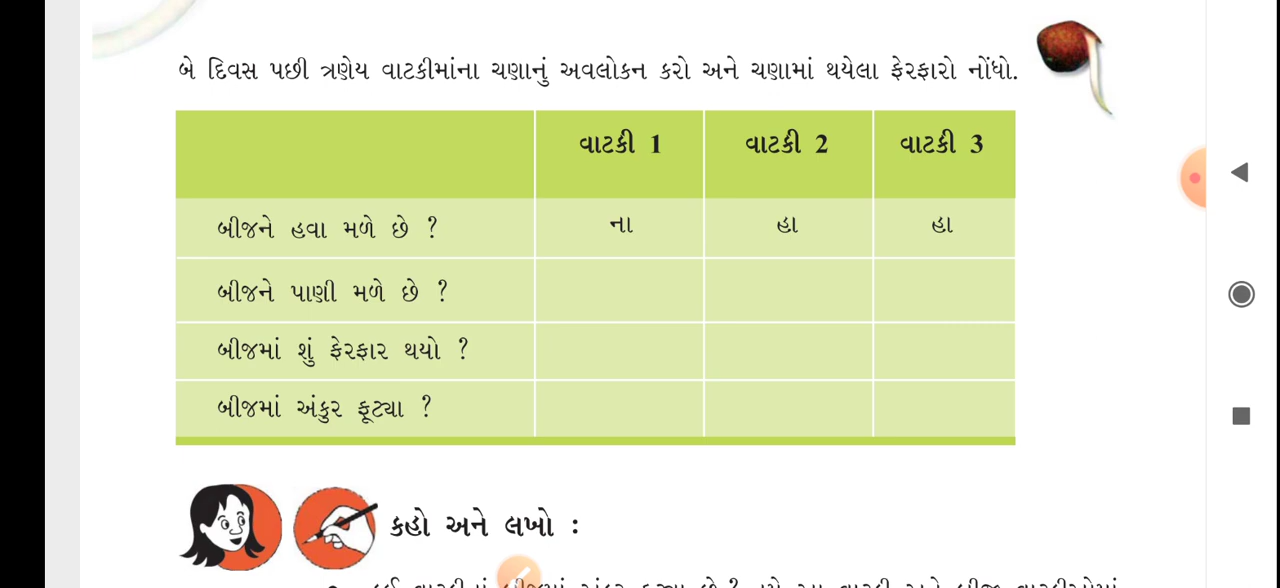 બે દિવસ પછી ત્રણેય વાટકીમાંના ચણાનું અવલોકન કરો અને ચણામાં થયેલા ફેરફારો નોંધો.
વાટકી 1 વાટકી 2 વાટકી 3
બીજને હવા મળે છે ? ના હા હા
બીજને પાણી મળે છે ?
બીજમાં શું ફેરફાર થયો ?
બીજમાં અંકુર ફૂટ્યા ?
કહો અને લખો :